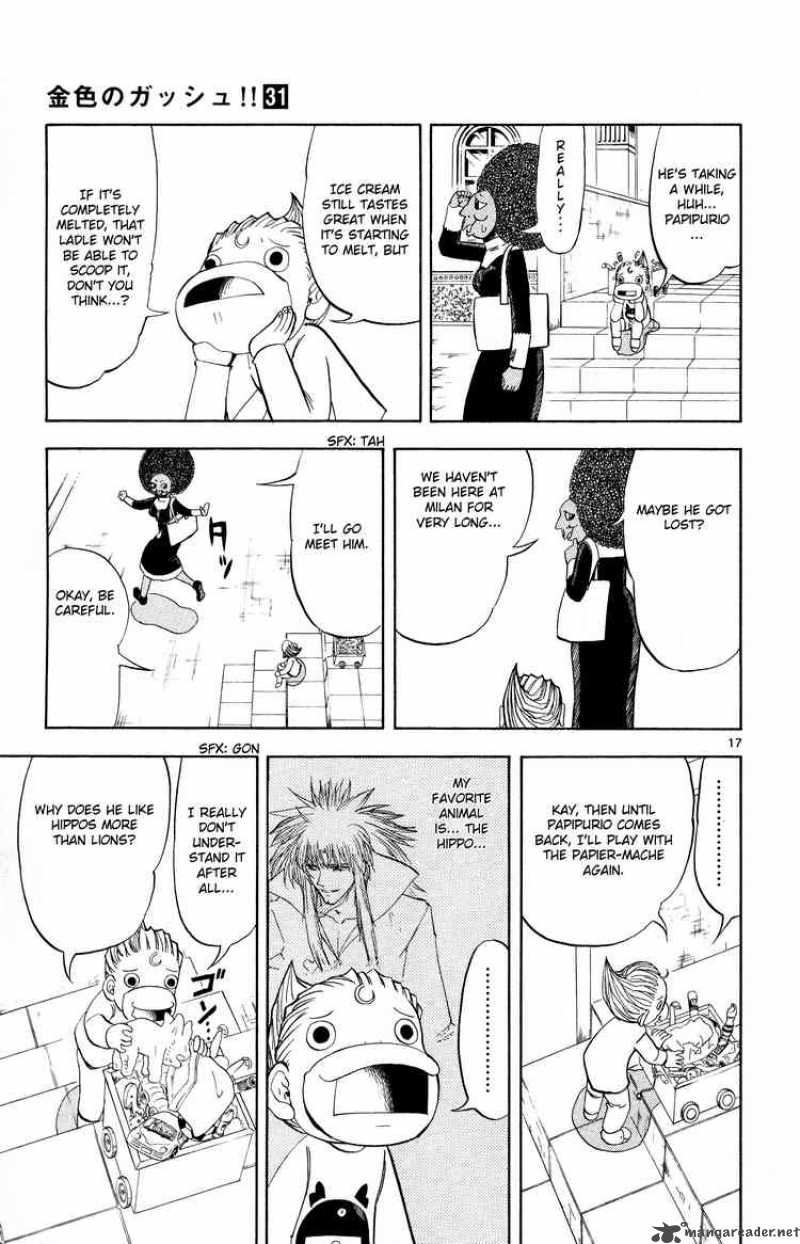 金色のガッシュ!! 31
HE'S TAKING
A WHILE,
HUH...
PAPIPURIO
...
REALLY...
ICE CREAM
STILL TASTES
GREAT WHEN
IT'S STARTING
TO MELT, BUT
IF IT'S
COMPLETELY
MELTED, THAT
LADLE WON'T
BE ABLE TO
SCOOP IT,
DON'T YOU
THINK...?
MAYBE HE GOT
LOST?
WE HAVEN'T
BEEN HERE AT
MILAN FOR
VERY LONG...
SFX: TAH
I'LL GO
MEET HIM.
タッ
OKAY, BE
CAREFUL.
17
.........
KAY, THEN UNTIL
PAPIPURIO COMES
BACK, I'LL PLAY WITH
THE PAPIER-MACHE
AGAIN.
MY
FAVORITE
ANIMAL
IS... THE
HIPPO...
.........
SFX: GON
I REALLY
DON'T
UNDER-
STAND IT
AFTER
ALL...
WHY DOES HE LIKE
HIPPOS MORE
THAN LIONS?
ゴン...
mangareader.net